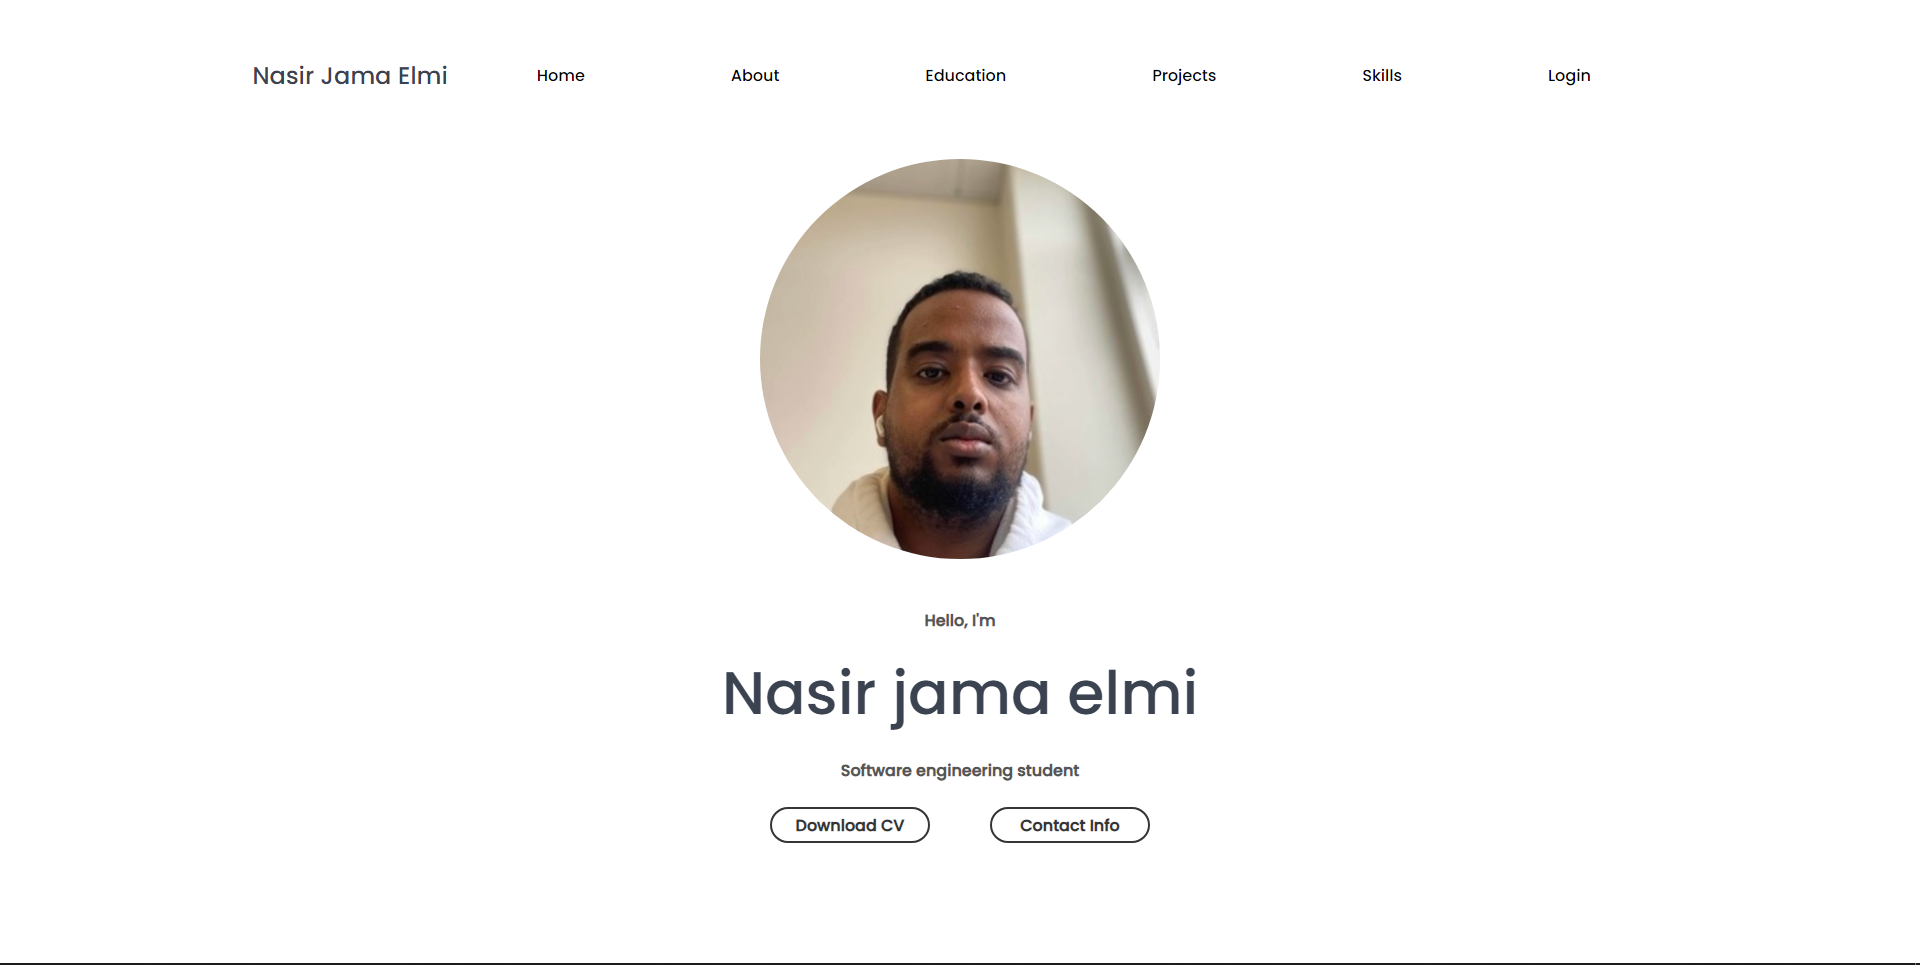 Nasir Jama Elmi Home About Education Projects Skills Login
Hello, I'm
Nasir jama elmi
Software engineering student
Download CV Contact Info